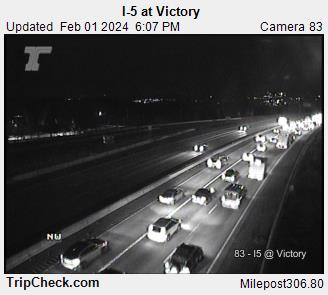 I-5 at Victory
Updated Feb 01 2024 6:07 PM Camera 83
T
NW
83 - I5 @ Victory
TripCheck.com Milepost306.80